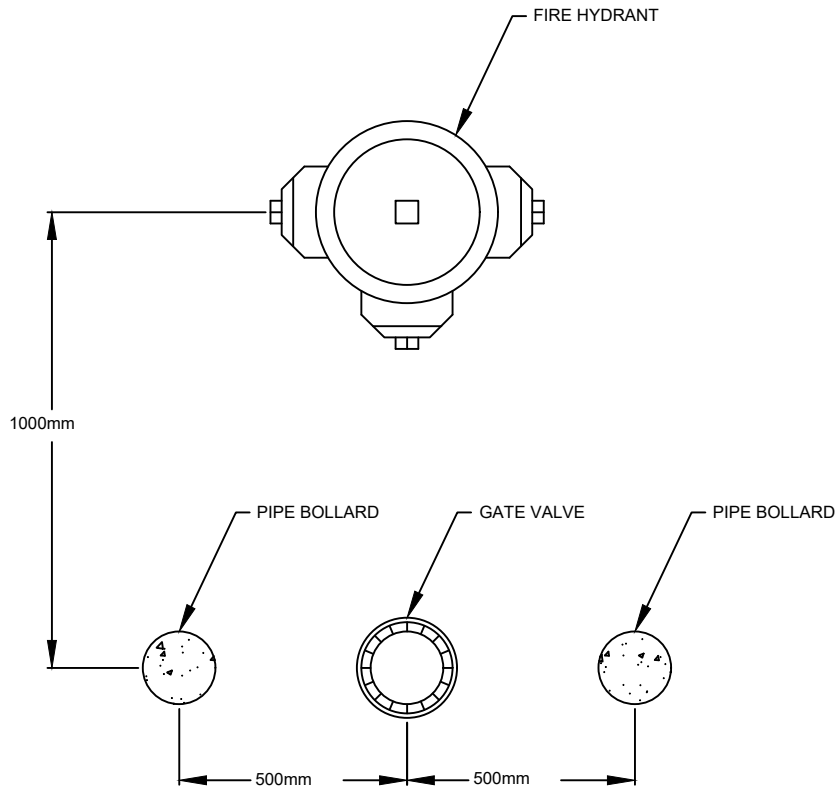 FIRE HYDRANT
1000mm
PIPE BOLLARD
GATE VALVE
PIPE BOLLARD
500mm
500mm